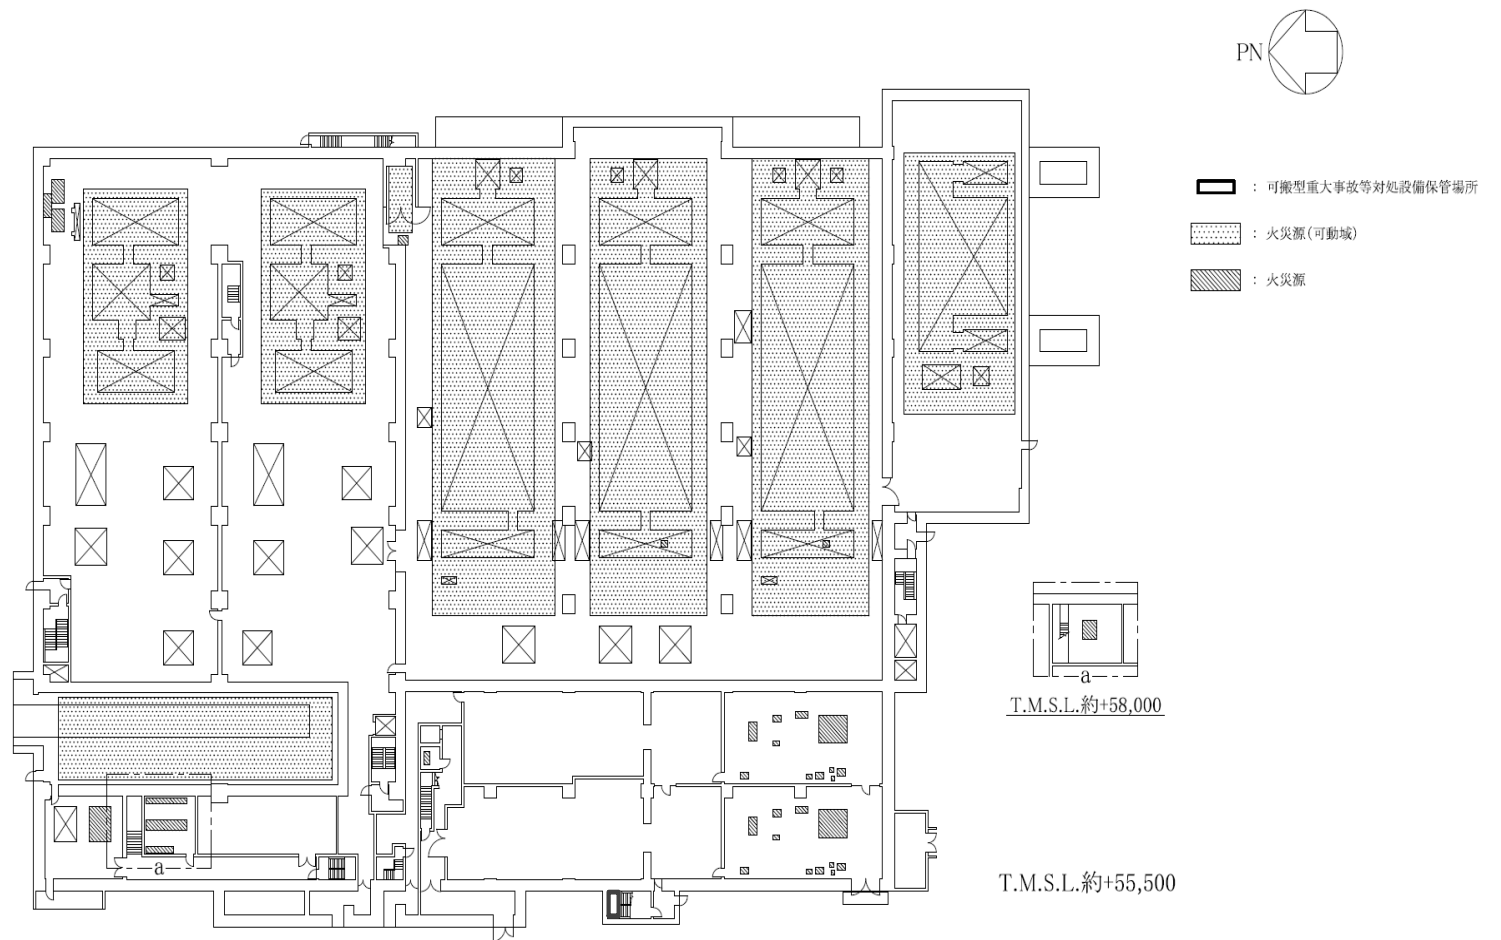 PN
： 可搬型重大事故等対処設備保管場所
： 火災源(可動域)
： 火災源
a
T.M.S.L.約+58,000
a
T.M.S.L.約+55,500